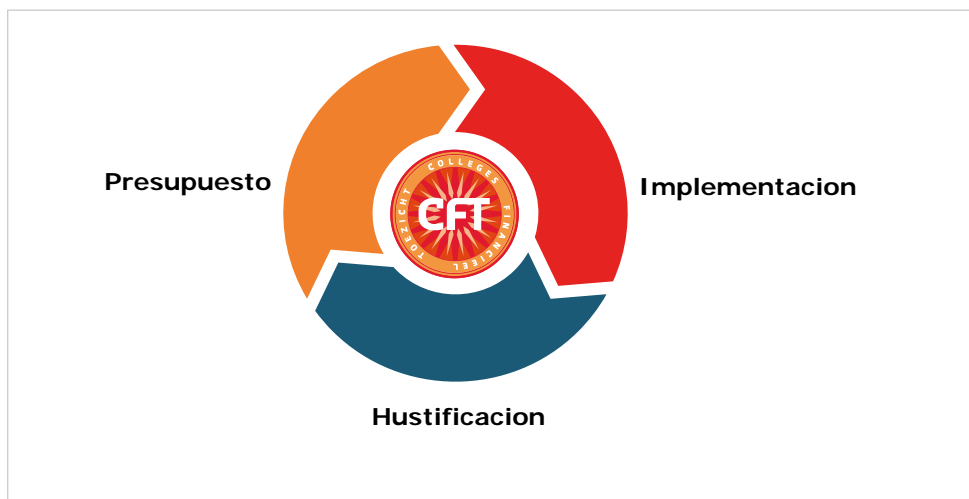 Presupuesto
Implementacion
COLLEGES FINANCIEEL TOEZICHT
CFT
Hustificacion